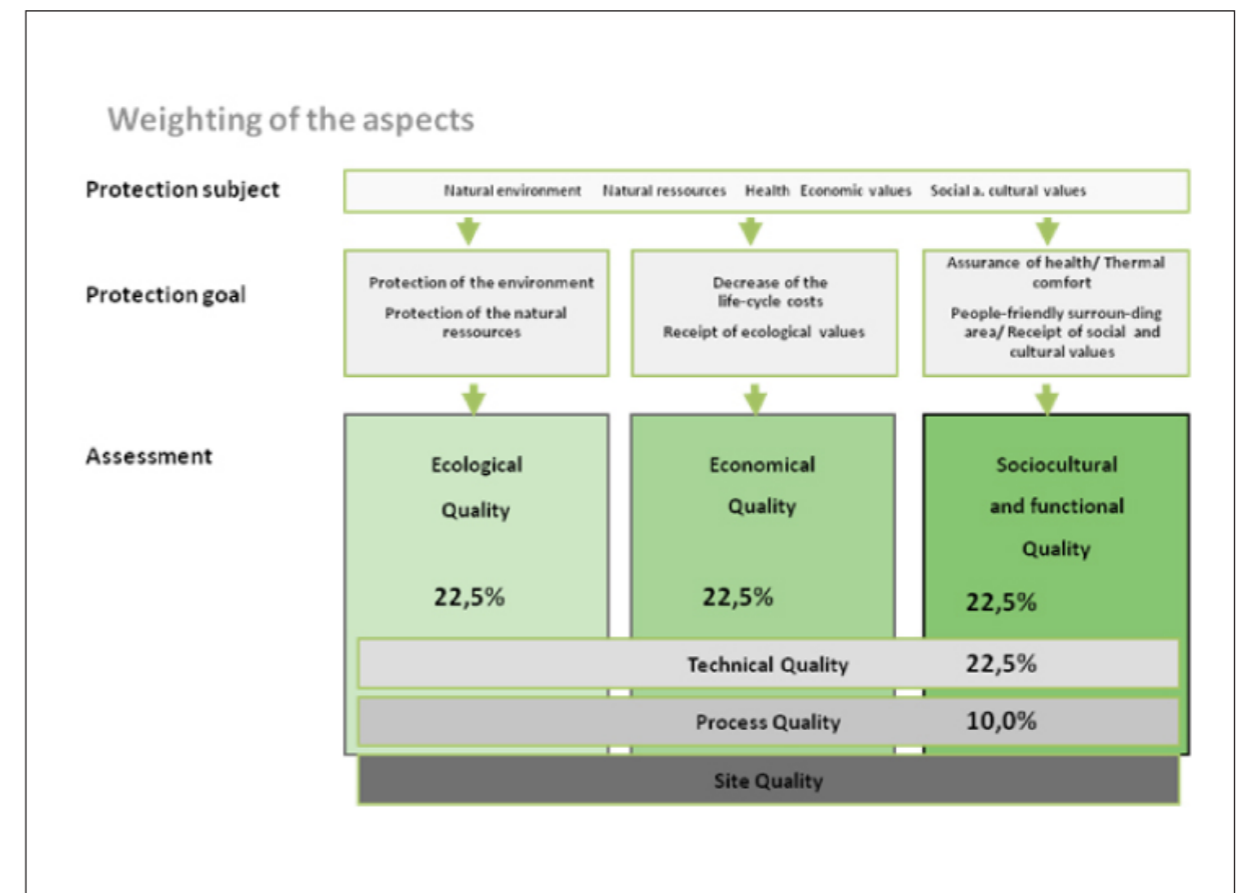 Weighting of the aspects
Protection subject
Natural environment Natural ressources Health Economic values Social a. cultural values
Protection goal
Protection of the environment
Protection of the natural
ressources
Decrease of the
life-cycle costs
Receipt of ecological values
Assurance of health/ Thermal
comfort
People-friendly surroun-ding
area/ Receipt of social and
cultural values
Assessment
Ecological
Quality
22,5%
Economical
Quality
22,5%
Sociocultural
and functional
Quality
22,5%
Technical Quality 22,5%
Process Quality 10,0%
Site Quality